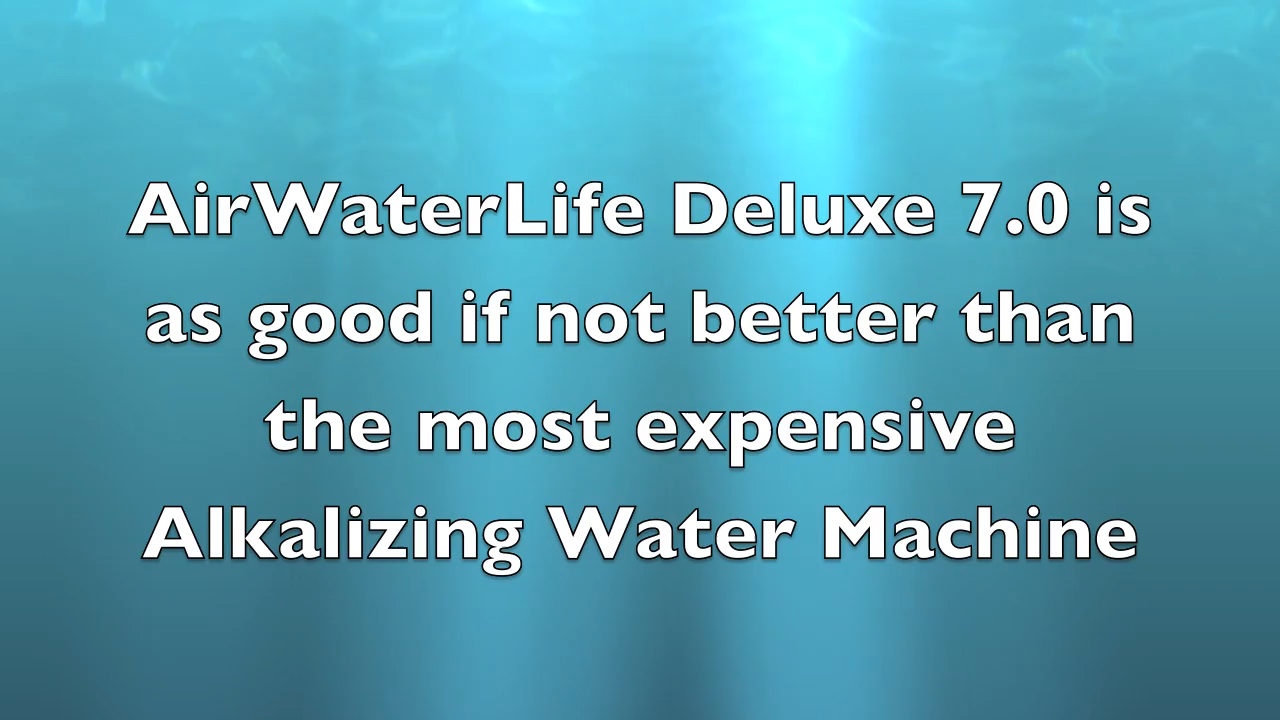 AirWaterLife Deluxe 7.0 is
as good if not better than
the most expensive
Alkalizing Water Machine